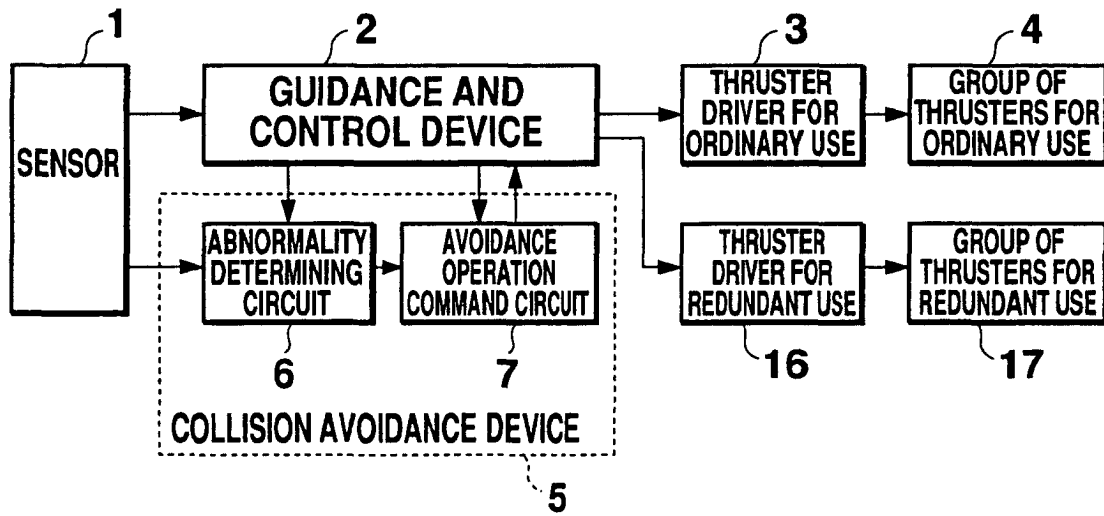 1
2
3
4
SENSOR
GUIDANCE AND
CONTROL DEVICE
THRUSTER
DRIVER FOR
ORDINARY USE
GROUP OF
THRUSTERS FOR
ORDINARY USE
ABNORMALITY
DETERMINING
CIRCUIT
AVOIDANCE
OPERATION
COMMAND CIRCUIT
THRUSTER
DRIVER FOR
REDUNDANT USE
GROUP OF
THRUSTERS FOR
REDUNDANT USE
6
7
16
17
COLLISION AVOIDANCE DEVICE
5